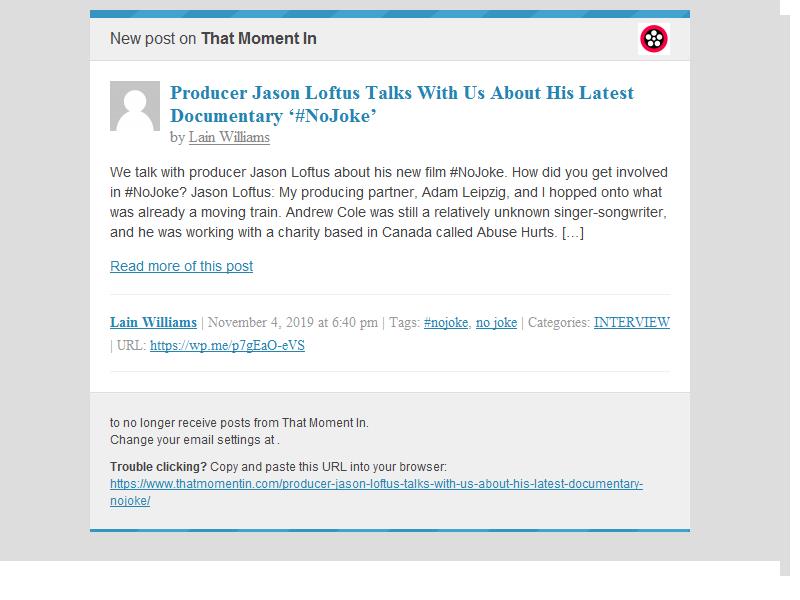 New post on That Moment In
Producer Jason Loftus Talks With Us About His Latest
Documentary ‘#NoJoke’
by Lain Williams
We talk with producer Jason Loftus about his new film #NoJoke. How did you get involved
in #NoJoke? Jason Loftus: My producing partner, Adam Leipzig, and I hopped onto what
was already a moving train. Andrew Cole was still a relatively unknown singer-songwriter,
and he was working with a charity based in Canada called Abuse Hurts. […]
Read more of this post
Lain Williams | November 4, 2019 at 6:40 pm | Tags: #nojoke, no joke | Categories: INTERVIEW
| URL: https://wp.me/p7gEaO-eVS
to no longer receive posts from That Moment In.
Change your email settings at .
Trouble clicking? Copy and paste this URL into your browser:
https://www.thatmomentin.com/producer-jason-loftus-talks-with-us-about-his-latest-documentary-
nojoke/